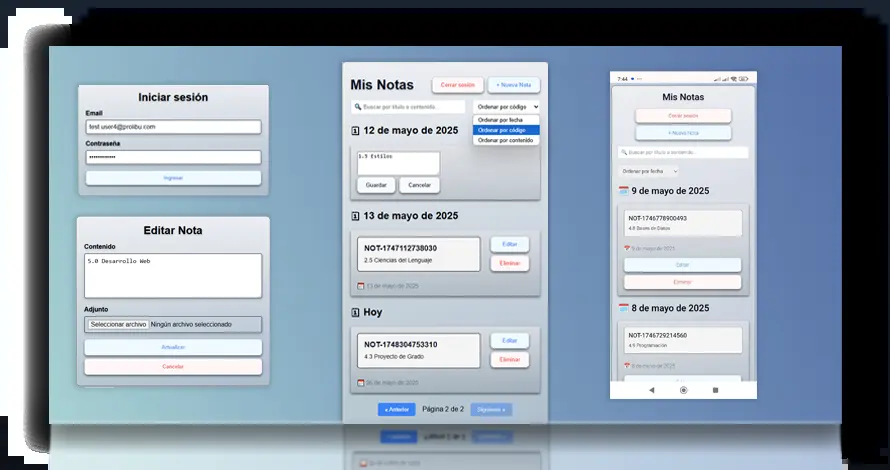 Iniciar sesión
Email
test.user4@prolibu.com
Contraseña
Ingresar
Editar Nota
Contenido
5.0 Desarrollo Web
Adjunto
Seleccionar archivo Ningún archivo seleccionado
Actualizar
Cancelar
Mis Notas
Cerrar sesión
+ Nueva Nota
Buscar por título o contenido...
Ordenar por código
Ordenar por fecha
Ordenar por código
Ordenar por contenido
12 de mayo de 2025
1.5 Estilos
Guardar
Cancelar
13 de mayo de 2025
NOT-1747112738030
2.5 Ciencias del Lenguaje
Editar
Eliminar
13 de mayo de 2025
Hoy
NOT-1748304753310
4.3 Proyecto de Grado
Editar
Eliminar
26 de mayo de 2025
« Anterior
Página 2 de 2
Siguiente »
7:44
Mis Notas
Cerrar sesión
+ Nueva Nota
Buscar por título o contenido...
Ordenar por fecha
9 de mayo de 2025
NOT-1746778900493
4.8 Bases de Datos
9 de mayo de 2025
Editar
Eliminar
8 de mayo de 2025
NOT-1746729214560
4.5 Programación
8 de mayo de 2025